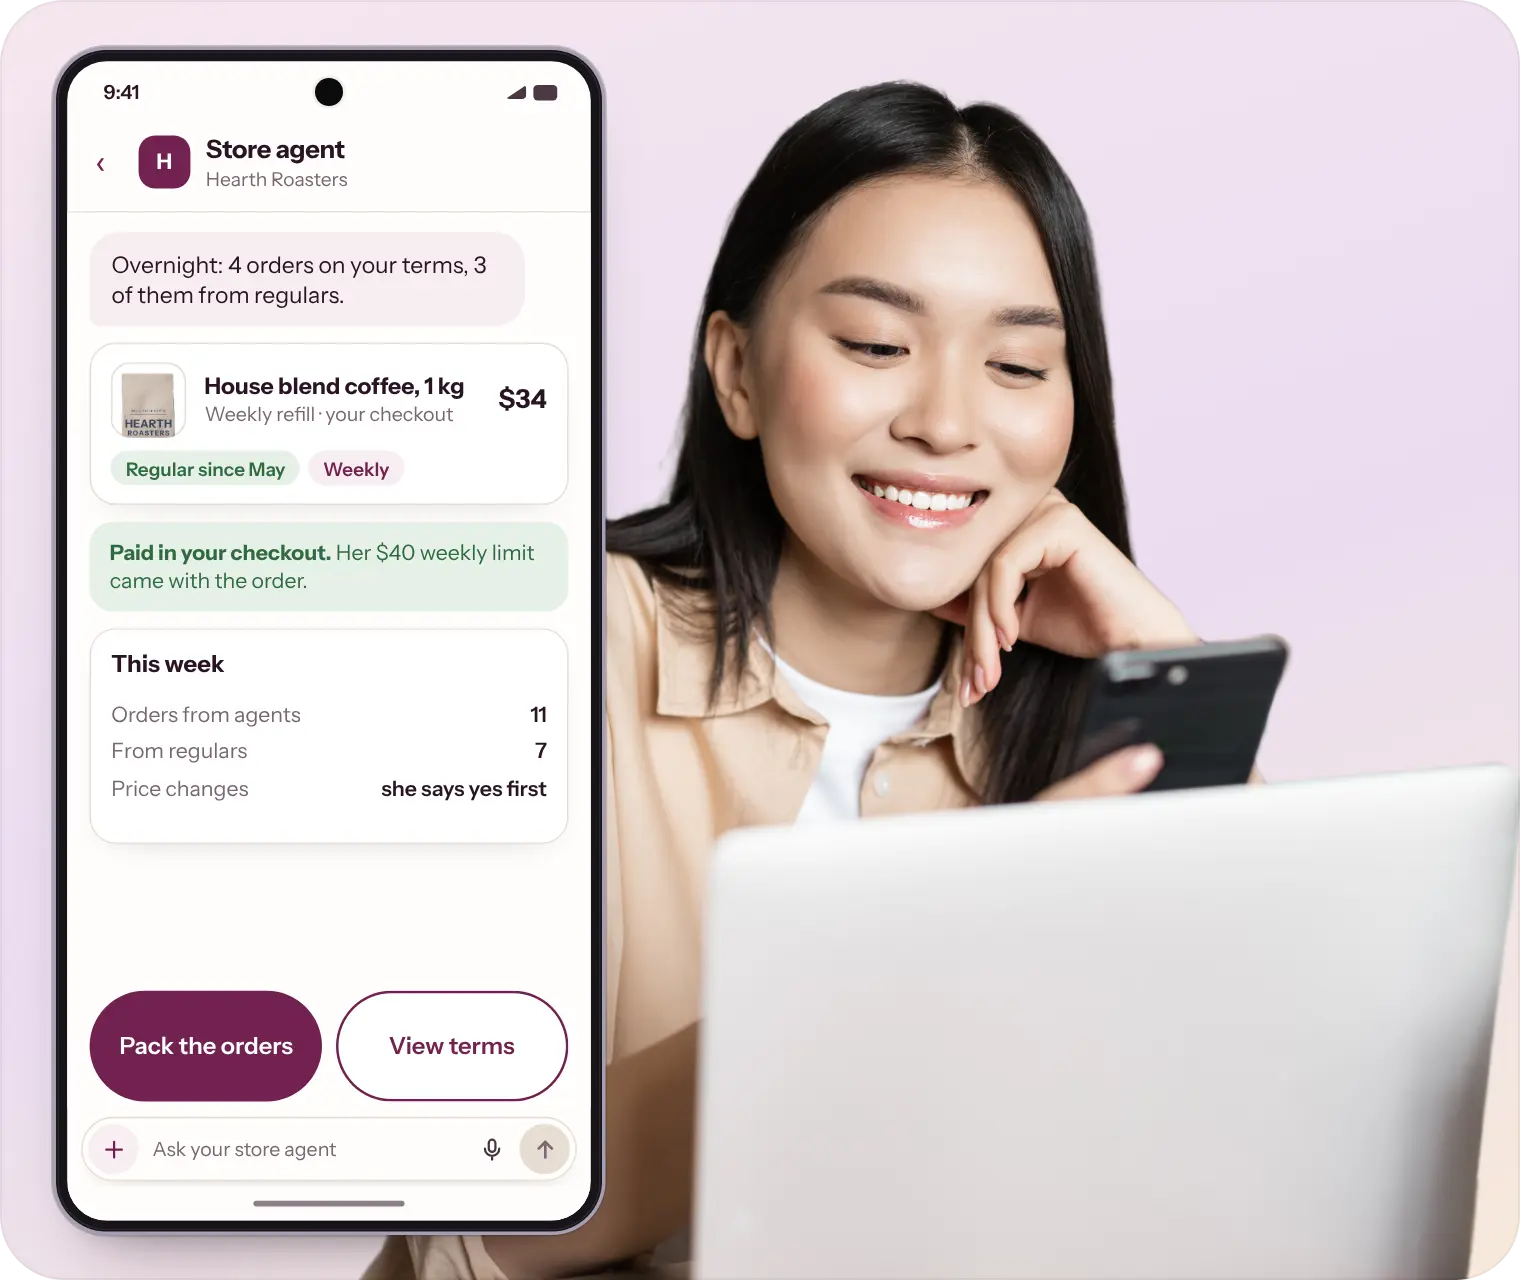 9:41
‹
H
Store agent
Hearth Roasters
Overnight: 4 orders on your terms, 3
of them from regulars.
House blend coffee, 1 kg
$34
Weekly refill · your checkout
HEARTH
ROASTERS
Regular since May
Weekly
Paid in your checkout. Her $40 weekly limit
came with the order.
This week
Orders from agents
11
From regulars
7
Price changes
she says yes first
Pack the orders
View terms
Ask your store agent